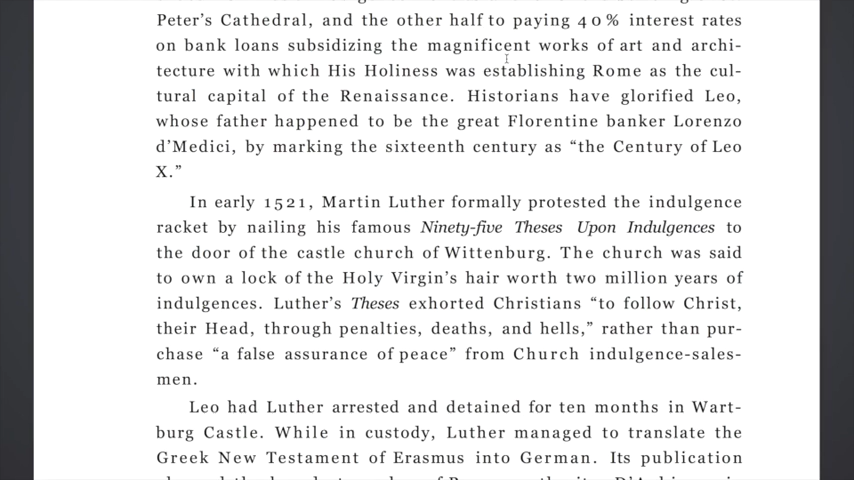 Peter’s Cathedral, and the other half to paying 40% interest rates
on bank loans subsidizing the magnificent works of art and archi-
tecture with which His Holiness was establishing Rome as the cul-
tural capital of the Renaissance. Historians have glorified Leo,
whose father happened to be the great Florentine banker Lorenzo
d’Medici, by marking the sixteenth century as “the Century of Leo
X.”
In early 1521, Martin Luther formally protested the indulgence
racket by nailing his famous Ninety-five Theses Upon Indulgences to
the door of the castle church of Wittenburg. The church was said
to own a lock of the Holy Virgin’s hair worth two million years of
indulgences. Luther’s Theses exhorted Christians “to follow Christ,
their Head, through penalties, deaths, and hells,” rather than pur-
chase “a false assurance of peace” from Church indulgence-sales-
men.
Leo had Luther arrested and detained for ten months in Wart-
burg Castle. While in custody, Luther managed to translate the
Greek New Testament of Erasmus into German. Its publication